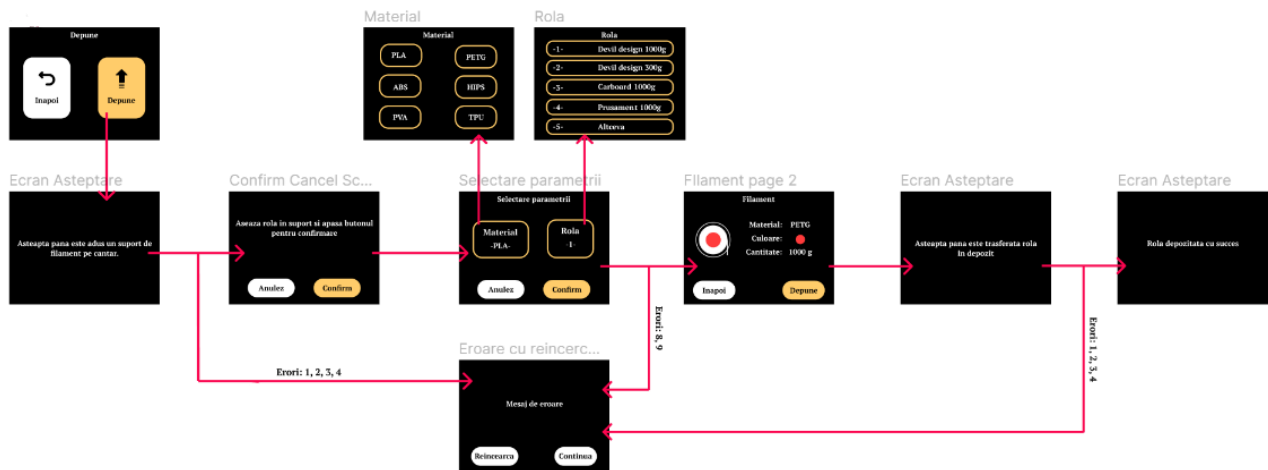 Depune
Inapoi
Depune
Material
Material
PLA
PETG
ABS
HIPS
PVA
TPU
Rola
Rola
-1- Devil design 1000g
-2- Devil design 300g
-3- Carboard 1000g
-4- Prunament 1000g
-5- Altceva
Ecran Asteptare
Asteapta pana este adus un suport de
filament pe cantar.
Confirm Cancel Sc...
Aseaza rola in suport si apasa butonul
pentru confirmare
Anulez
Confirm
Selectare parametrii
Selectare parametrii
Material
-PLA-
Rola
-1-
Anulez
Confirm
FIlament page 2
Filament
Material: PETG
Culoare:
Cantitate: 1000 g
Inapoi
Depune
Ecran Asteptare
Asteapta pana este trasferata rola
in depozit
Ecran Asteptare
Rola depozitata cu succes
Erori: 8, 9
Erori: 1, 2, 3, 4
Erori: 1, 2, 3, 4
Eroare cu reincerc...
Mesaj de eroare
Reincearca
Continua